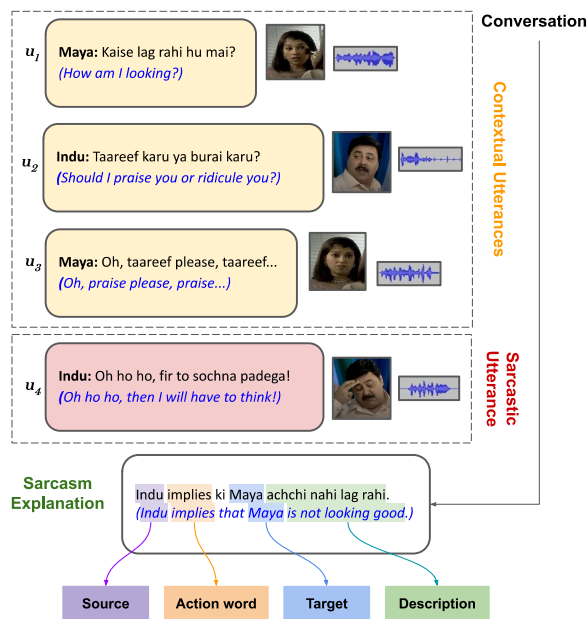 Conversation
u1
Maya: Kaise lag rahi hu mai?
(How am I looking?)
u2
Indu: Taareef karu ya burai karu?
(Should I praise you or ridicule you?)
u3
Maya: Oh, taareef please, taareef...
(Oh, praise please, praise...)
Contextual Utterances
u4
Indu: Oh ho ho, fir to sochna padega!
(Oh ho ho, then I will have to think!)
Sarcastic
Utterance
Sarcasm
Explanation
Indu implies ki Maya achchi nahi lag rahi.
(Indu implies that Maya is not looking good.)
Source
Action word
Target
Description